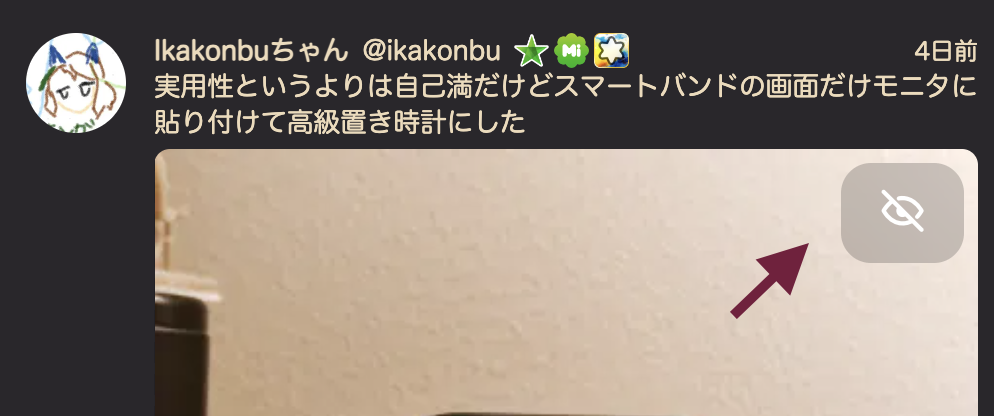 Ikakonbuちゃん @ikakonbu Mi 4日前
実用性というよりは自己満だけどスマートバンドの画面だけモニタに
貼り付けて高級置き時計にした